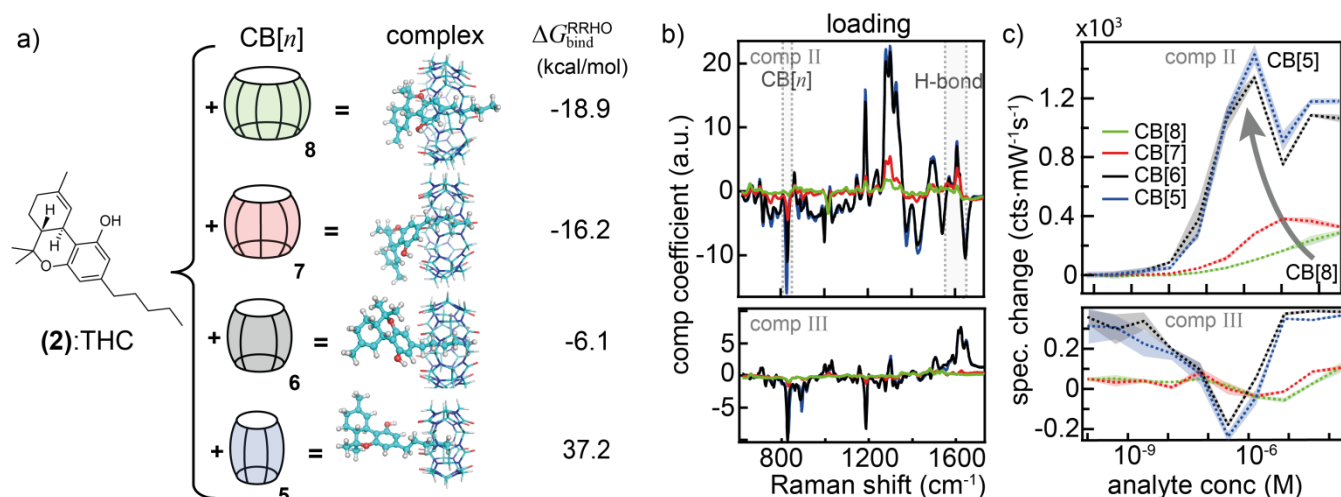 a)
CB[n]
complex
ΔG_bind^RRHO
(kcal/mol)
+ 8 = -18.9
+ 7 = -16.2
+ 6 = -6.1
+ 5 = 37.2
H
OH
H
O
(2):THC
b)
loading
comp II
CB[n]
H-bond
20
10
0
-10
comp III
5
0
-5
800 1200 1600
Raman shift (cm⁻¹)
comp coefficient (a.u.)
c)
x10³
comp II
CB[5]
CB[8]
CB[7]
CB[6]
CB[5]
CB[8]
1.2
0.8
0.4
0
comp III
0.2
0
-0.2
10⁻⁹ 10⁻⁶
analyte conc (M)
spec. change (cts·mW⁻¹s⁻¹)